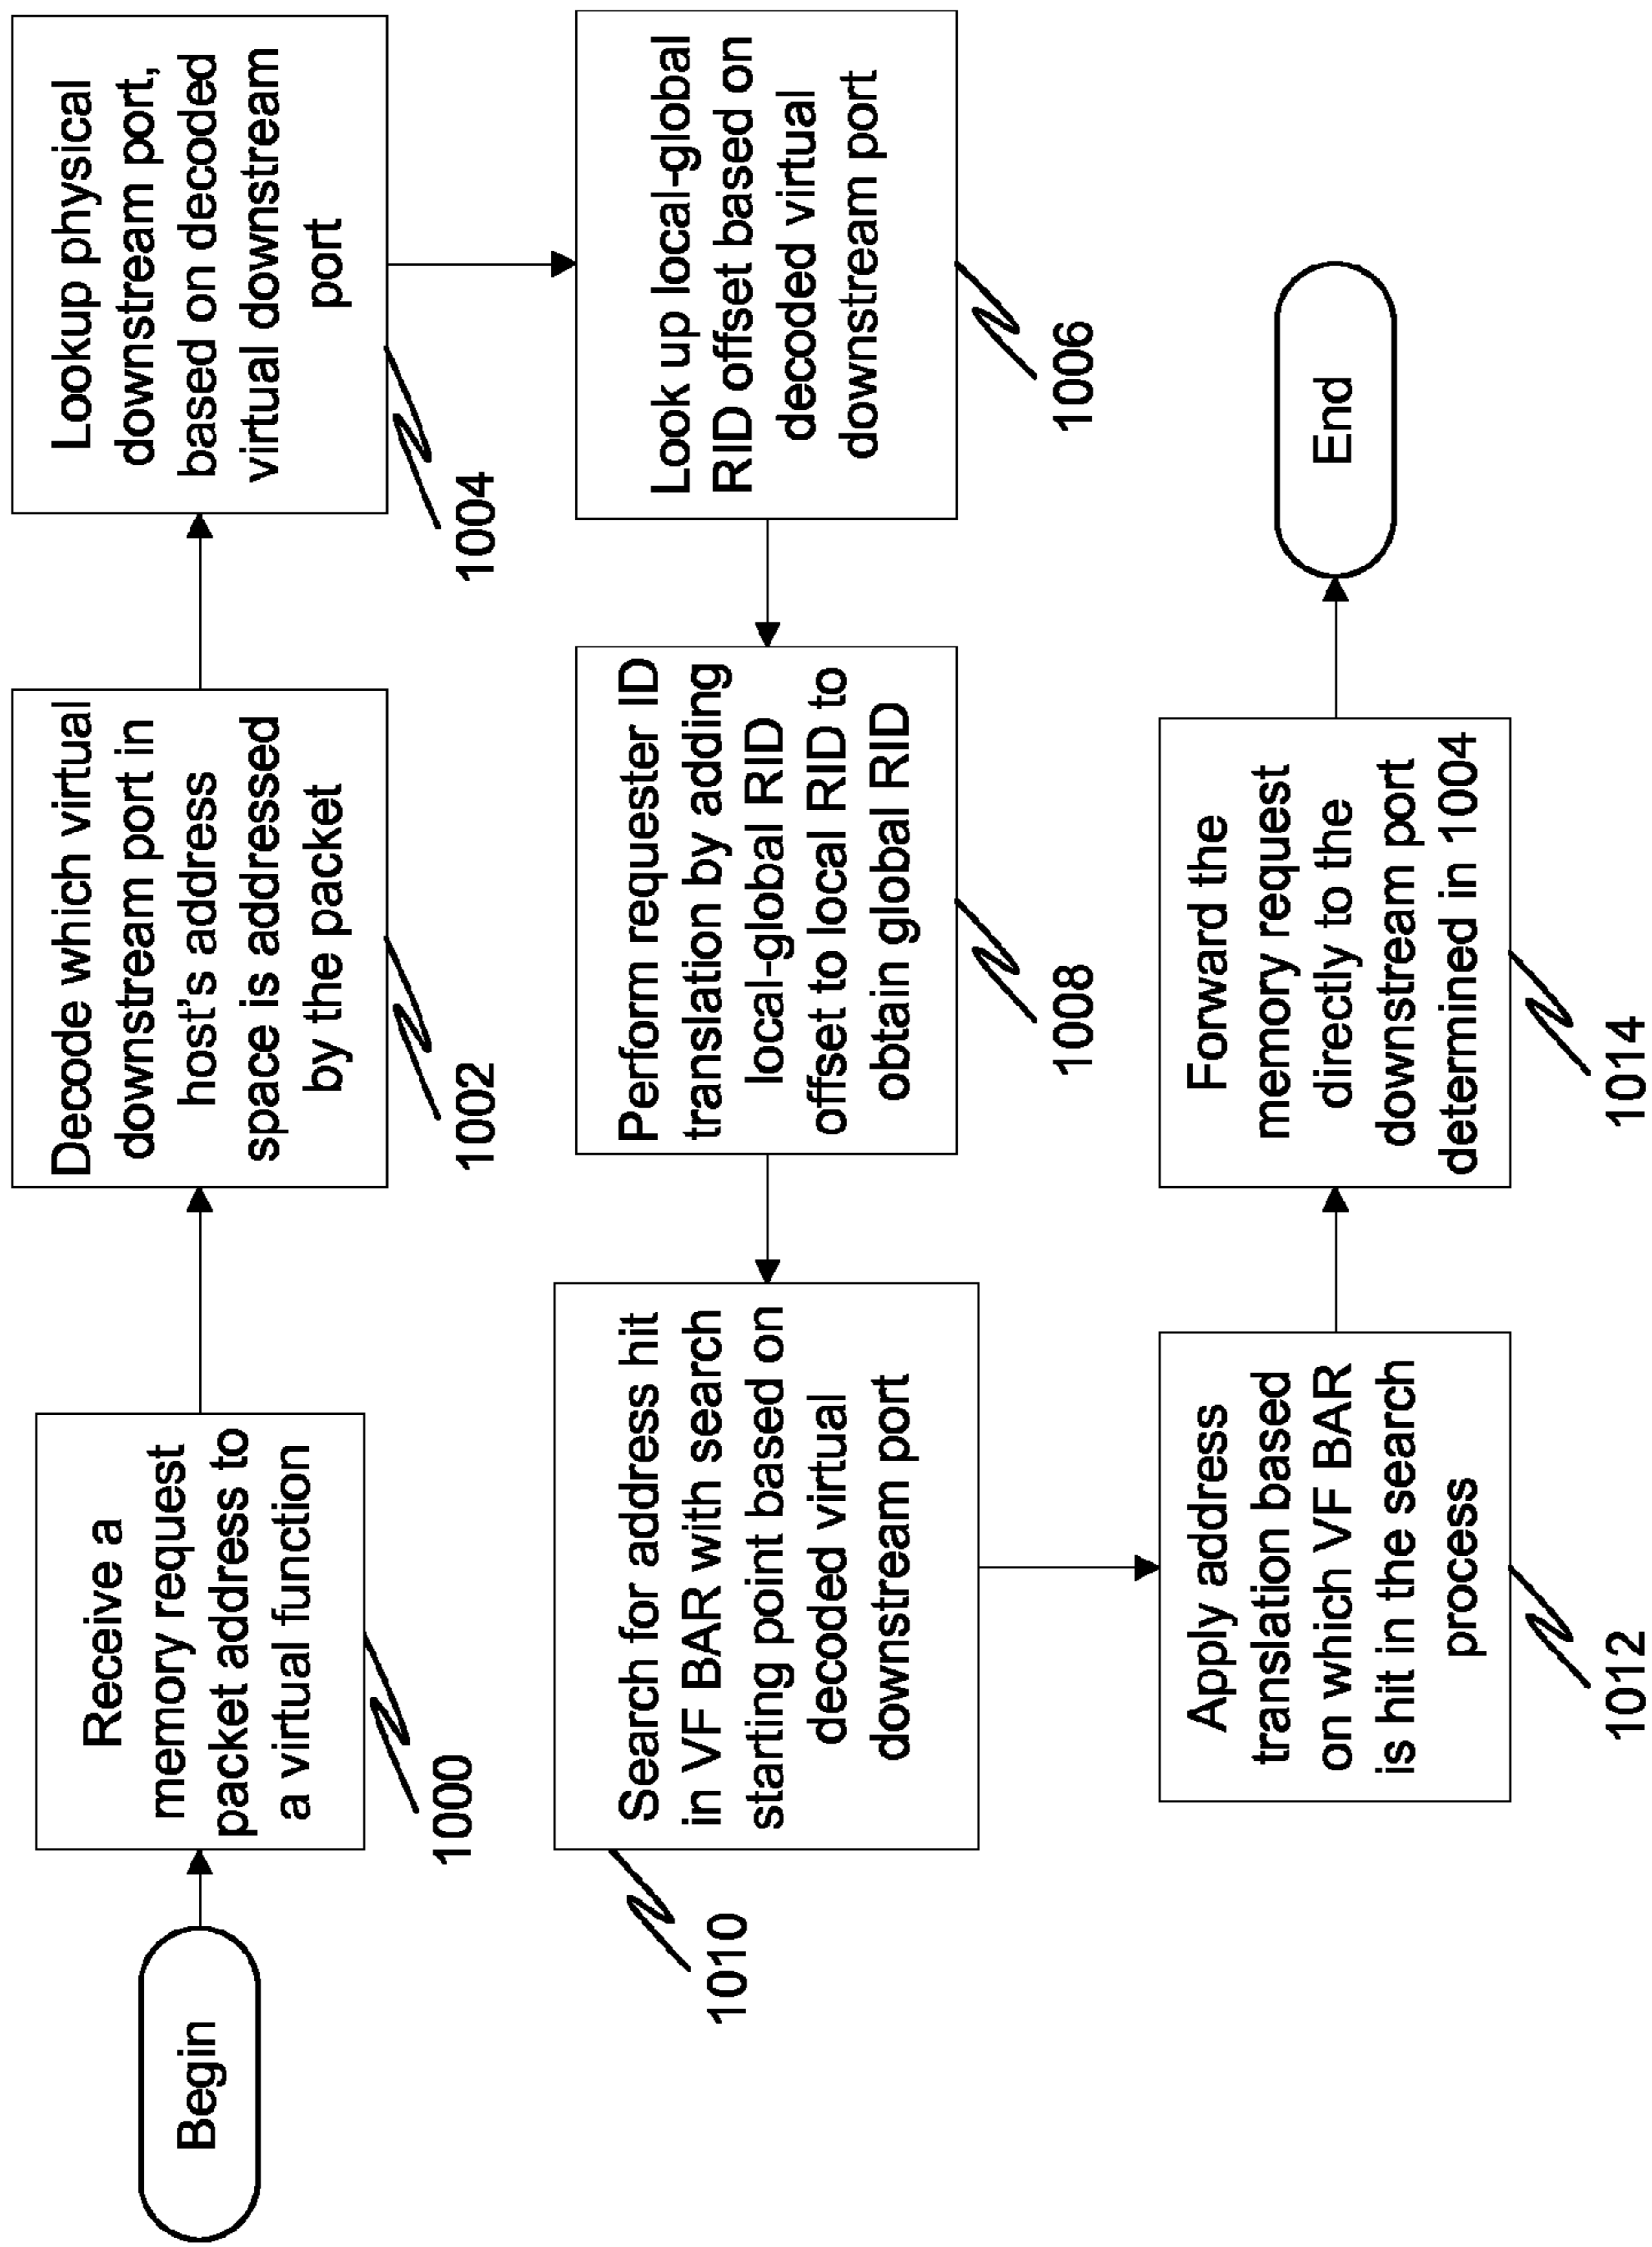 Begin
Receive a
memory request
packet address to
a virtual function
1000
Decode which virtual
downstream port in
host's address
space is addressed
by the packet
1002
Lookup physical
downstream port,
based on decoded
virtual downstream
port
1004
Look up local-global
RID offset based on
decoded virtual
downstream port
1006
Perform requester ID
translation by adding
local-global RID
offset to local RID to
obtain global RID
1008
Search for address hit
in VF BAR with search
starting point based on
decoded virtual
downstream port
1010
Apply address
translation based
on which VF BAR
is hit in the search
process
1012
Forward the
memory request
directly to the
downstream port
determined in 1004
1014
End